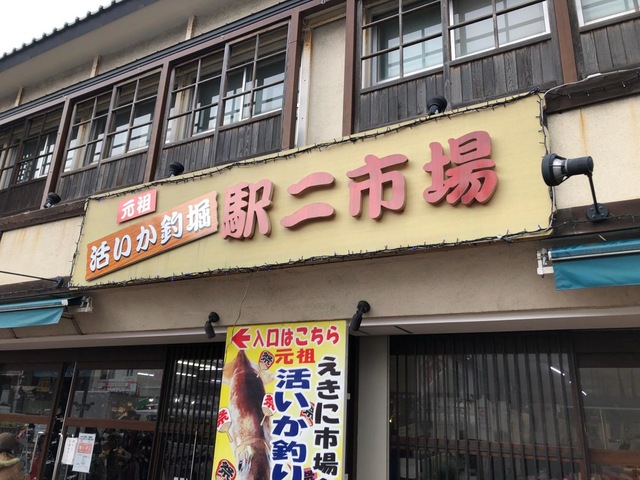 元祖
活いか釣堀
駅二市場
←入口はこちら
元祖
活いか釣り
えきに市場